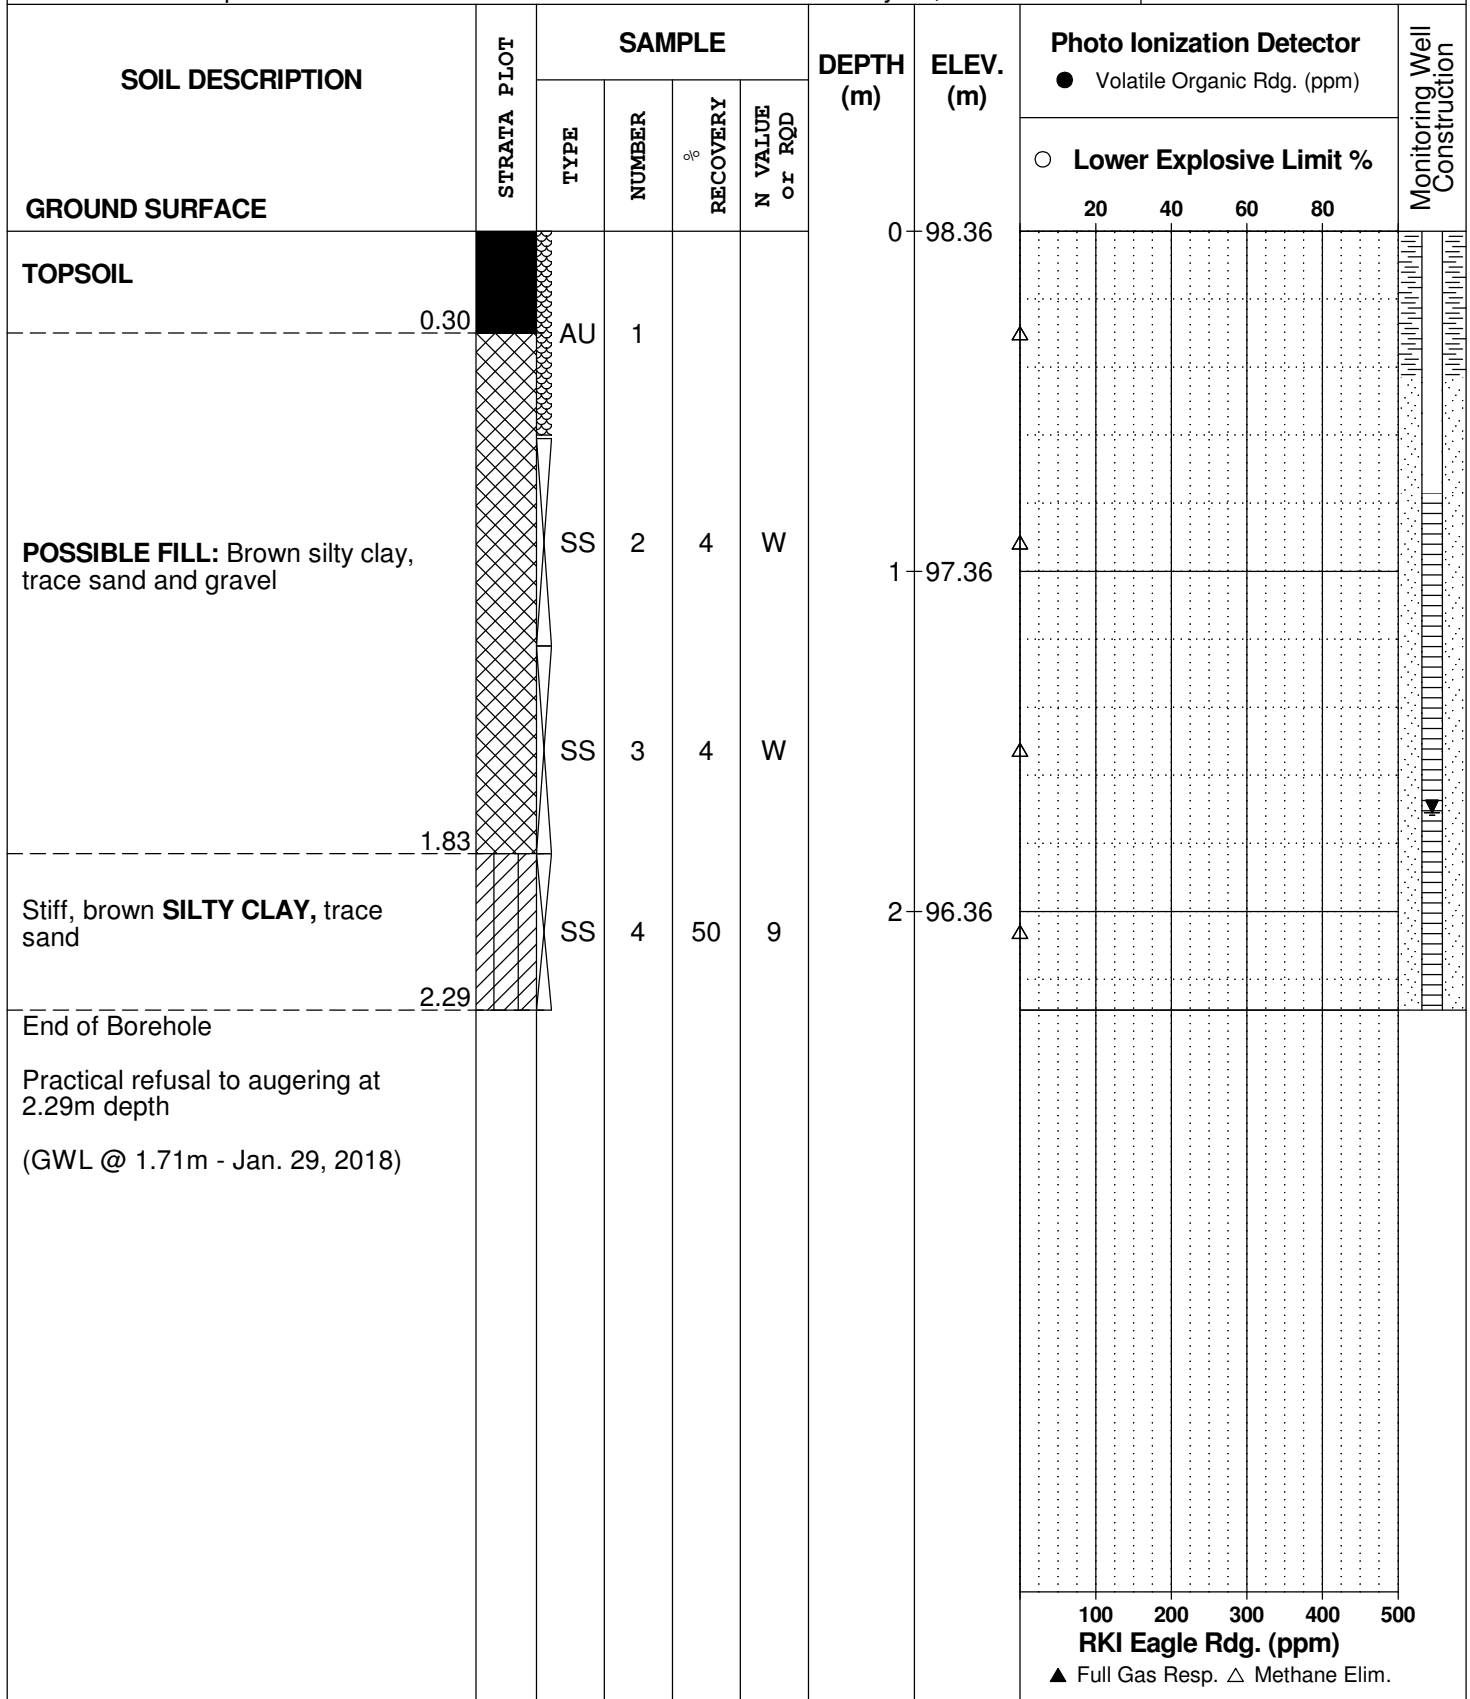 SOIL DESCRIPTION
GROUND SURFACE
STRATA PLOT
SAMPLE
TYPE
NUMBER
%
RECOVERY
N VALUE
or RQD
DEPTH
(m)
ELEV.
(m)
Photo Ionization Detector
● Volatile Organic Rdg. (ppm)
○ Lower Explosive Limit %
20 40 60 80
Monitoring Well
Construction
0 98.36
TOPSOIL
0.30
AU 1
POSSIBLE FILL: Brown silty clay,
trace sand and gravel
SS 2 4 W
1 97.36
SS 3 4 W
1.83
Stiff, brown SILTY CLAY, trace
sand
2 96.36
SS 4 50 9
2.29
End of Borehole
Practical refusal to augering at
2.29m depth
(GWL @ 1.71m - Jan. 29, 2018)
100 200 300 400 500
RKI Eagle Rdg. (ppm)
▲ Full Gas Resp. △ Methane Elim.